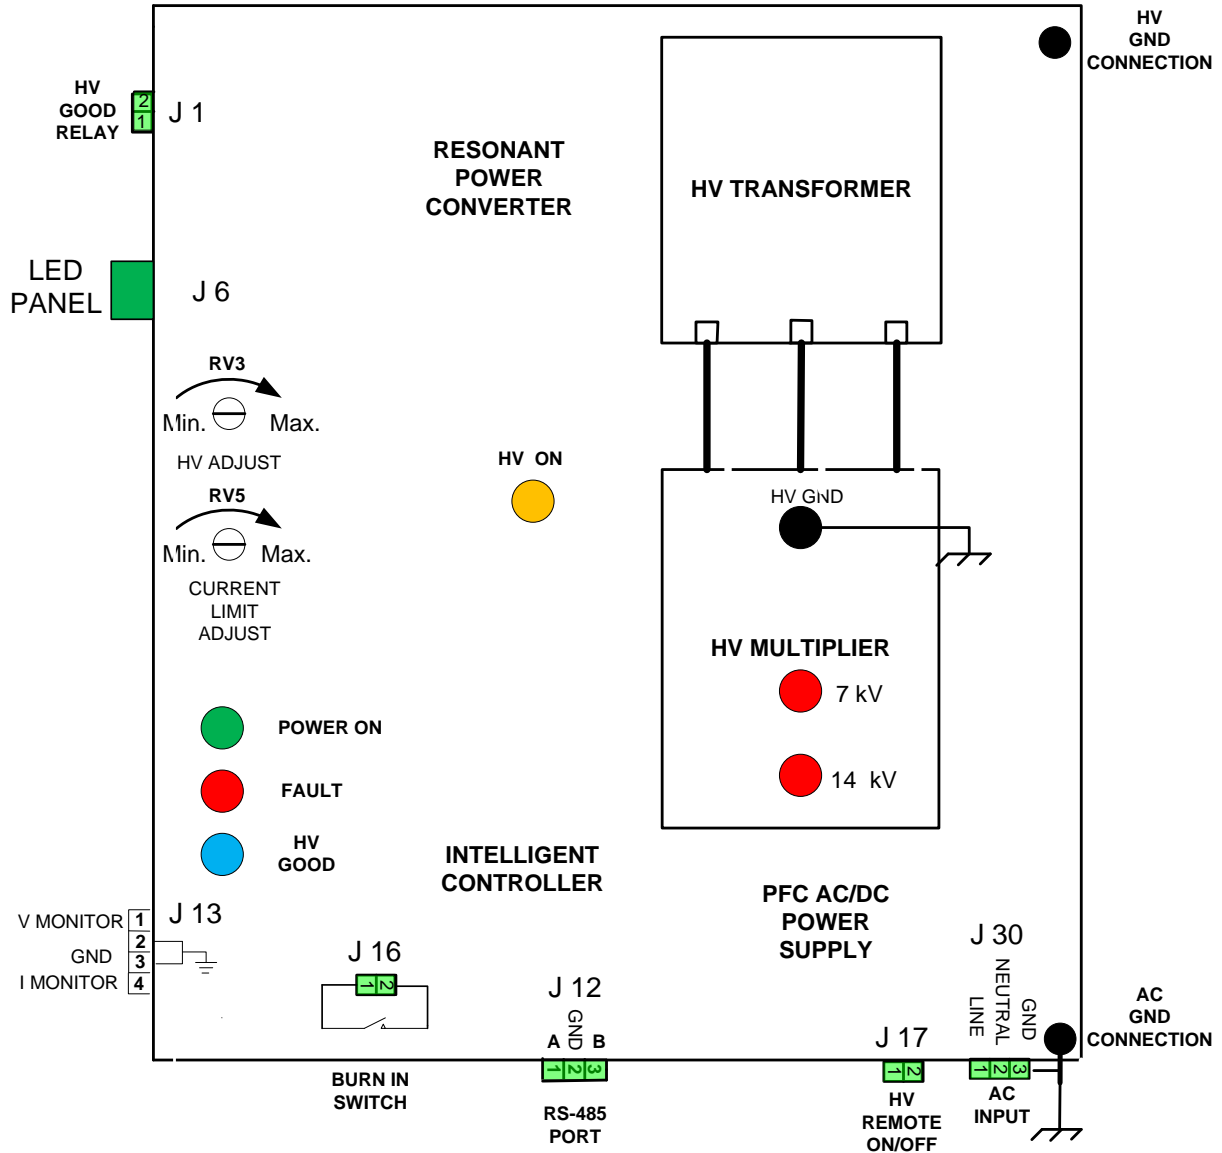 HV
GND
CONNECTION
HV
GOOD
RELAY
2
1
J 1
RESONANT
POWER
CONVERTER
HV TRANSFORMER
LED
PANEL
J 6
RV3
Min.
Max.
HV ADJUST
HV ON
RV5
Min.
Max.
CURRENT
LIMIT
ADJUST
HV GND
HV MULTIPLIER
7 kV
14 kV
POWER ON
FAULT
HV
GOOD
INTELLIGENT
CONTROLLER
PFC AC/DC
POWER
SUPPLY
V MONITOR
GND
I MONITOR
1
2
3
4
J 13
J 16
1 2
BURN IN
SWITCH
J 12
A GND B
1 2 3
RS-485
PORT
J 17
1 2
HV
REMOTE
ON/OFF
J 30
LINE
NEUTRAL
GND
1 2 3
AC
INPUT
AC
GND
CONNECTION